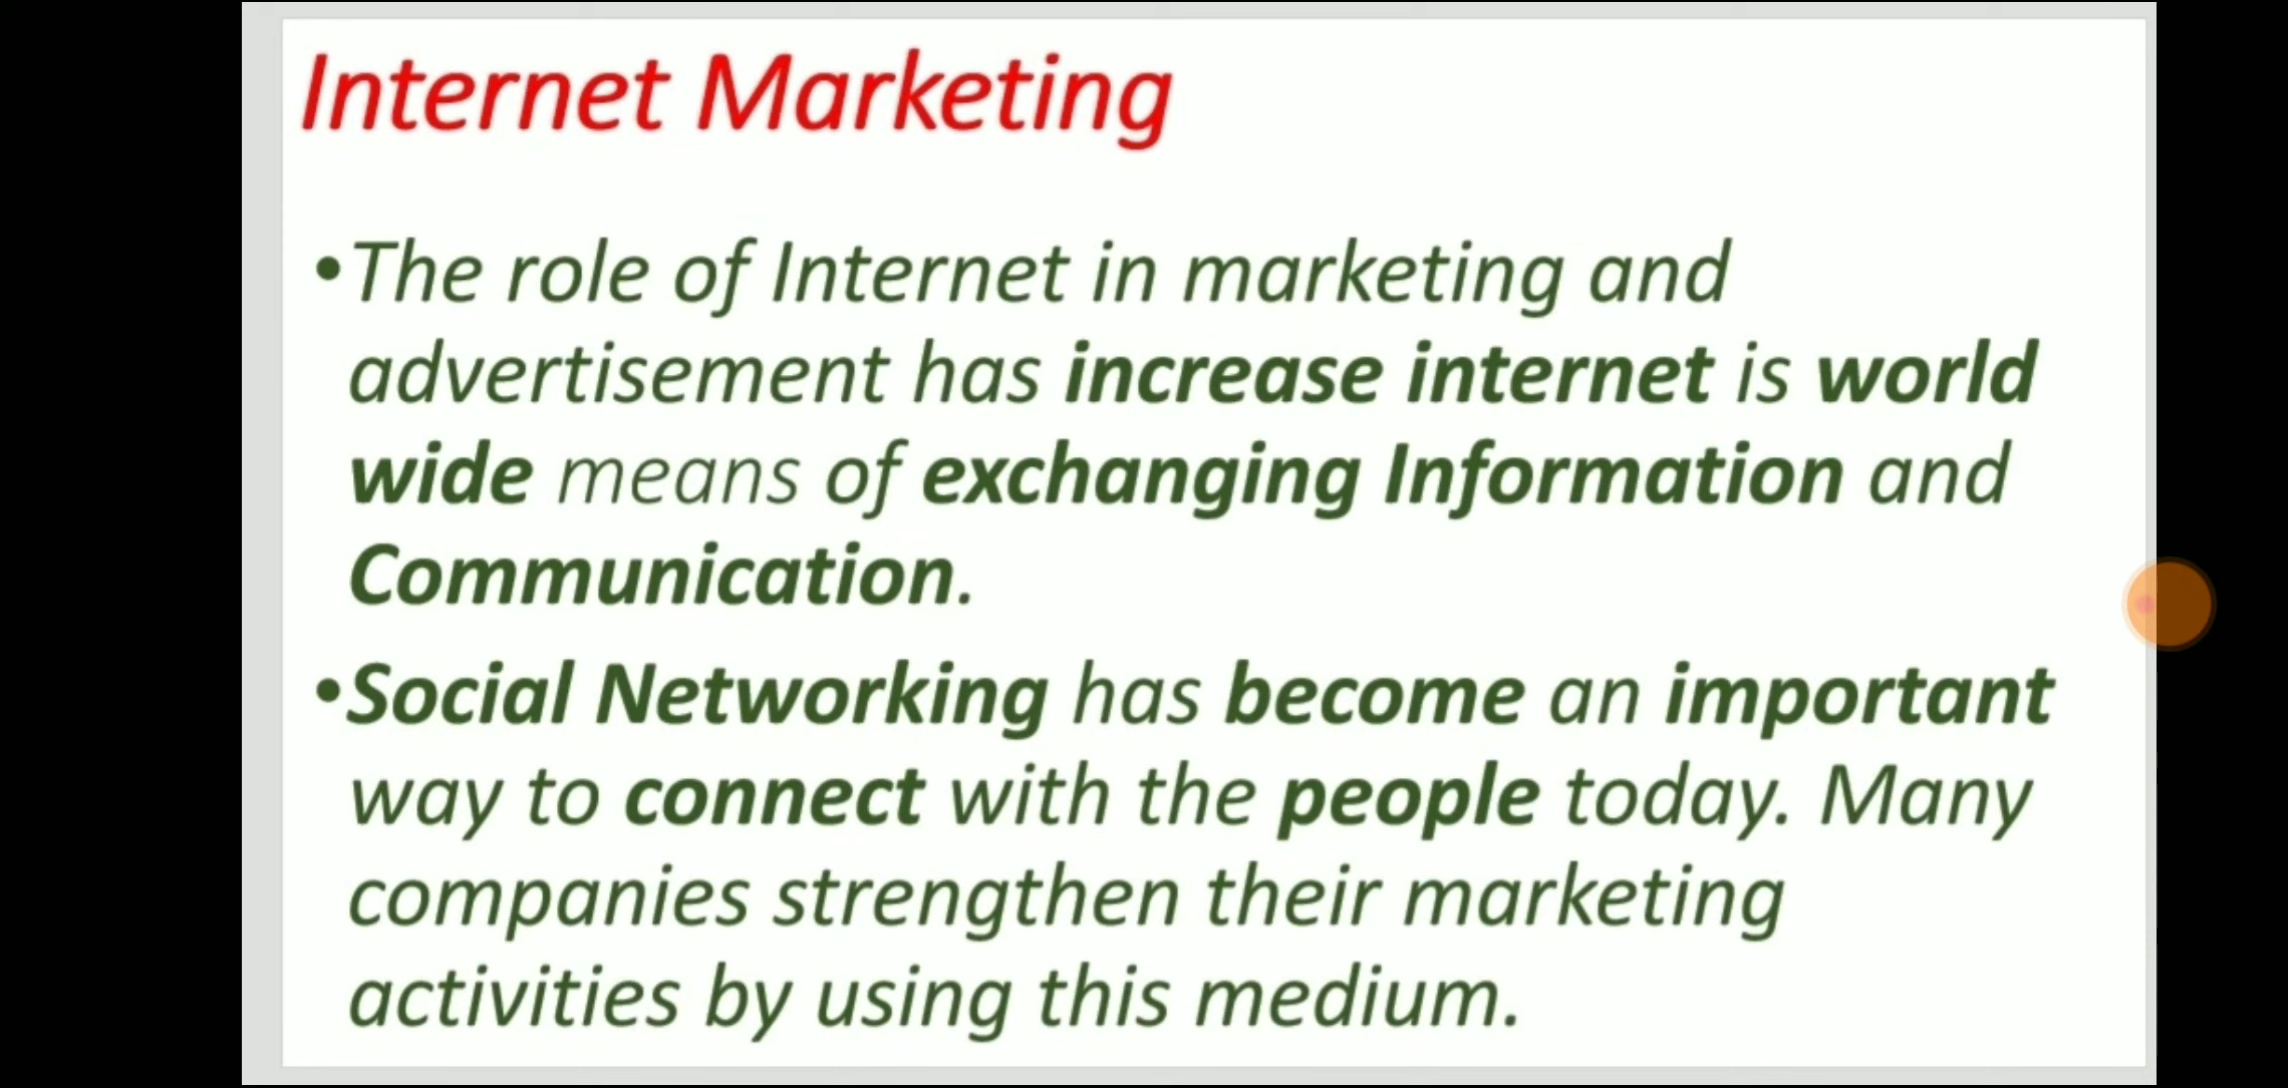 Internet Marketing
•The role of Internet in marketing and
advertisement has increase internet is world
wide means of exchanging Information and
Communication.
•Social Networking has become an important
way to connect with the people today. Many
companies strengthen their marketing
activities by using this medium.